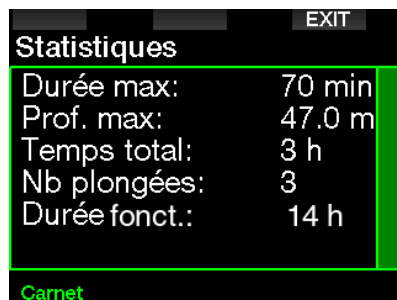 EXIT
Statistiques
Durée max: 70 min
Prof. max: 47.0 m
Temps total: 3 h
Nb plongées: 3
Durée fonct.: 14 h
Carnet